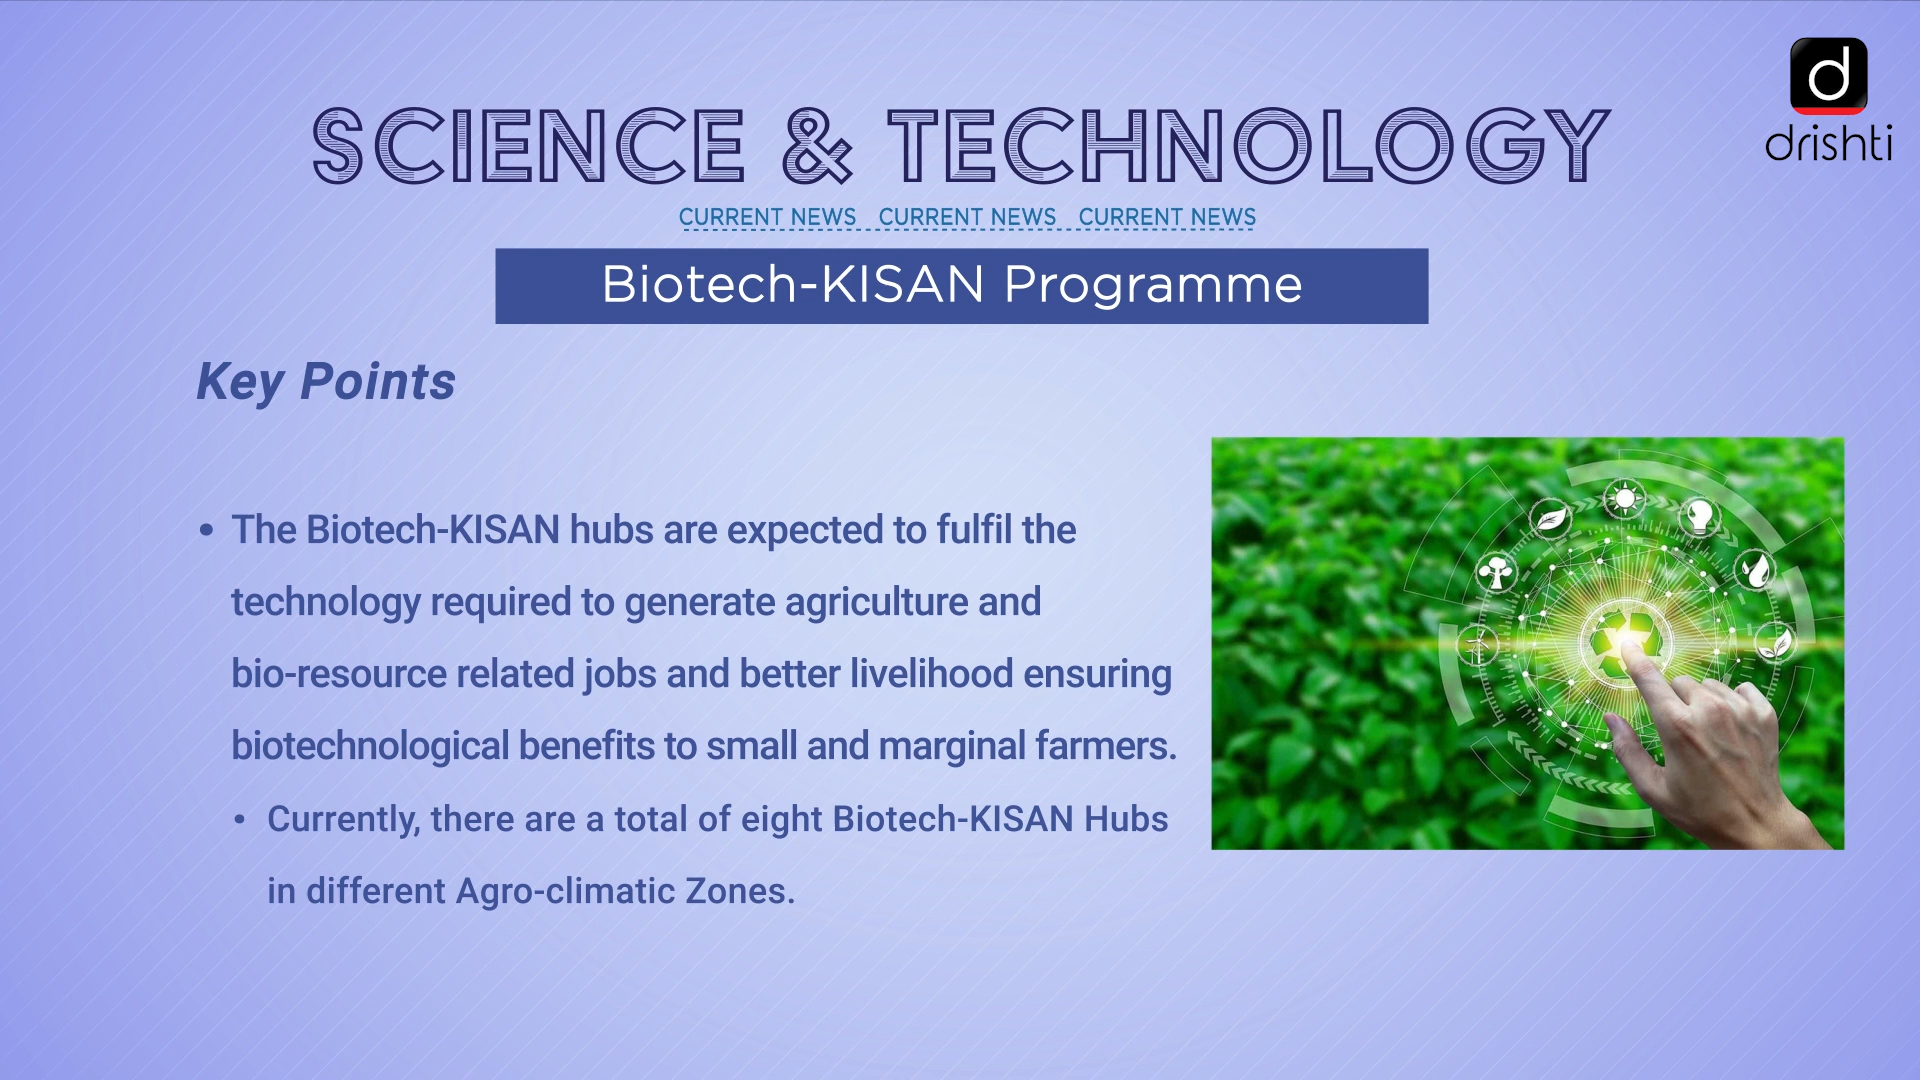 d
drishti
SCIENCE & TECHNOLOGY
CURRENT NEWS CURRENT NEWS CURRENT NEWS
Biotech-KISAN Programme
Key Points
• The Biotech-KISAN hubs are expected to fulfil the
technology required to generate agriculture and
bio-resource related jobs and better livelihood ensuring
biotechnological benefits to small and marginal farmers.
• Currently, there are a total of eight Biotech-KISAN Hubs
in different Agro-climatic Zones.